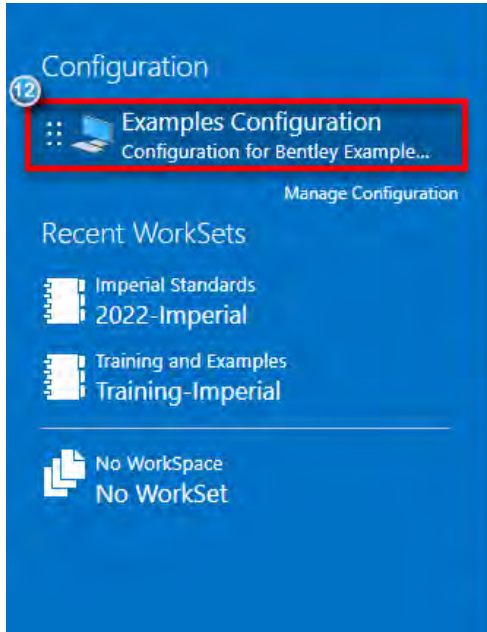 Configuration
12
Examples Configuration
Configuration for Bentley Example...
Manage Configuration
Recent WorkSets
Imperial Standards
2022-Imperial
Training and Examples
Training-Imperial
No WorkSpace
No WorkSet